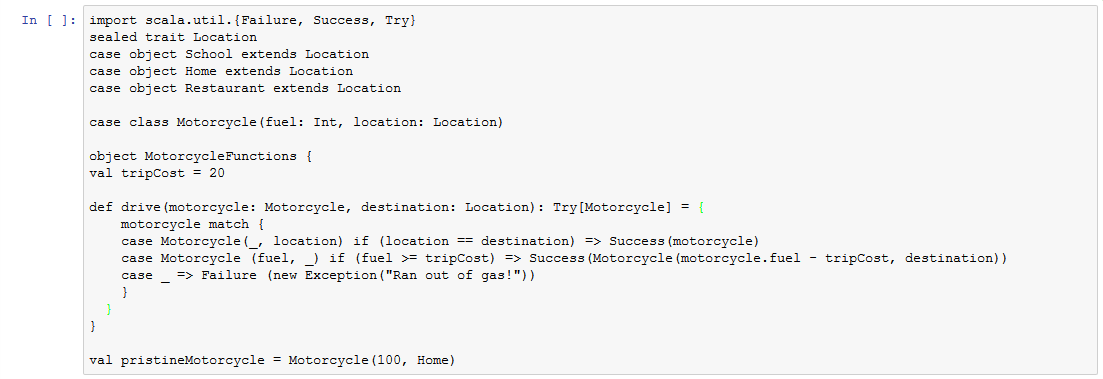 In [ ]: import scala.util.{Failure, Success, Try}
sealed trait Location
case object School extends Location
case object Home extends Location
case object Restaurant extends Location

case class Motorcycle(fuel: Int, location: Location)

object MotorcycleFunctions {
val tripCost = 20

def drive(motorcycle: Motorcycle, destination: Location): Try[Motorcycle] = {
    motorcycle match {
    case Motorcycle(_, location) if (location == destination) => Success(motorcycle)
    case Motorcycle (fuel, _) if (fuel >= tripCost) => Success(Motorcycle(motorcycle.fuel - tripCost, destination))
    case _ => Failure (new Exception("Ran out of gas!"))
    }
  }
}

val pristineMotorcycle = Motorcycle(100, Home)